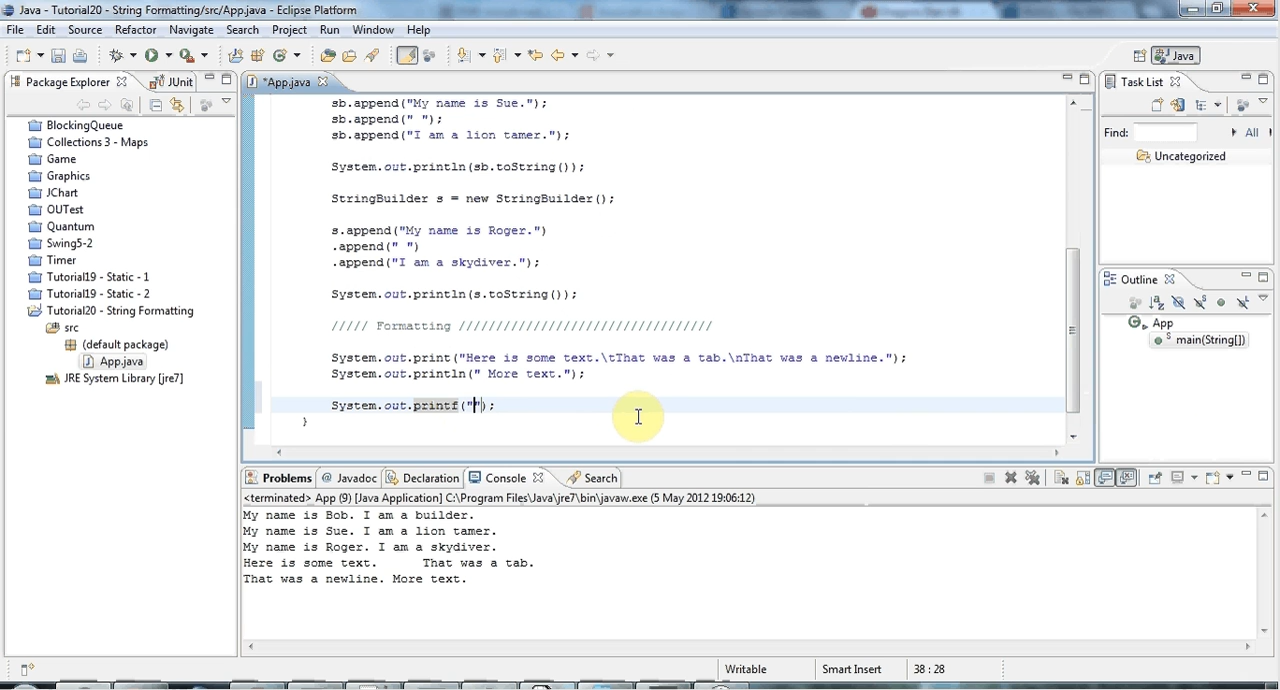 Java - Tutorial20 - String Formatting/src/App.java - Eclipse Platform
File Edit Source Refactor Navigate Search Project Run Window Help
Java
Package Explorer JUnit
BlockingQueue
Collections 3 - Maps
Game
Graphics
JChart
OUTest
Quantum
Swing5-2
Timer
Tutorial19 - Static - 1
Tutorial19 - Static - 2
Tutorial20 - String Formatting
src
(default package)
App.java
JRE System Library [jre7]
*App.java
sb.append("My name is Sue.");
sb.append(" ");
sb.append("I am a lion tamer.");
System.out.println(sb.toString());
StringBuilder s = new StringBuilder();
s.append("My name is Roger.")
.append(" ")
.append("I am a skydiver.");
System.out.println(s.toString());
///// Formatting //////////////////////////////////
System.out.print("Here is some text.\tThat was a tab.\nThat was a newline.");
System.out.println(" More text.");
System.out.printf("");
}
Task List
Find: All
Uncategorized
Outline
App
main(String[])
Problems @ Javadoc Declaration Console Search
<terminated> App (9) [Java Application] C:\Program Files\Java\jre7\bin\javaw.exe (5 May 2012 19:06:12)
My name is Bob. I am a builder.
My name is Sue. I am a lion tamer.
My name is Roger. I am a skydiver.
Here is some text. That was a tab.
That was a newline. More text.
Writable Smart Insert 38 : 28